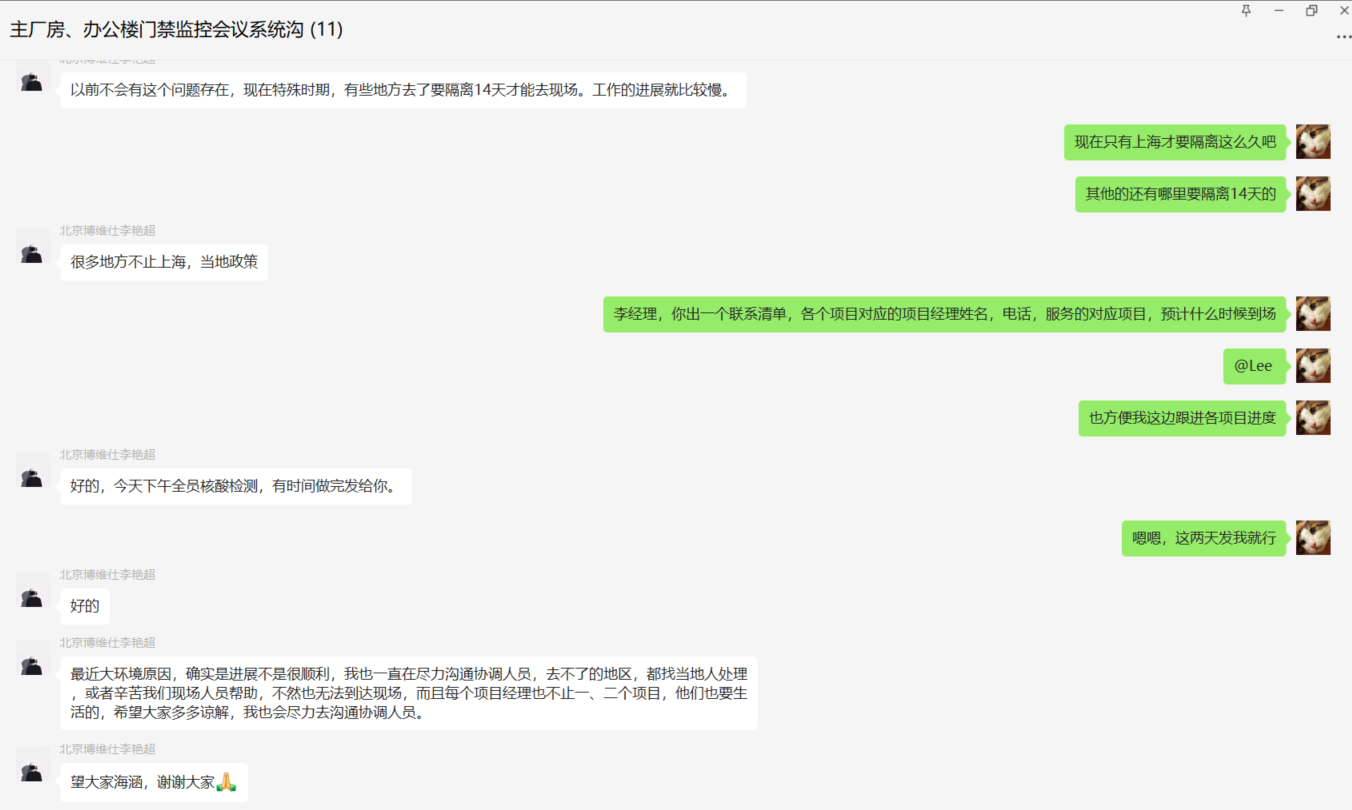 主厂房、办公楼门禁监控会议系统沟 (11)
北京博维仕李艳超
以前不会有这个问题存在，现在特殊时期，有些地方去了要隔离14天才能去现场。工作的进展就比较慢。
现在只有上海才要隔离这么久吧
其他的还有哪里要隔离14天的
北京博维仕李艳超
很多地方不止上海，当地政策
李经理，你出一个联系清单，各个项目对应的项目经理姓名，电话，服务的对应项目，预计什么时候到场
@Lee
也方便我这边跟进各项目进度
北京博维仕李艳超
好的，今天下午全员核酸检测，有时间做完发给你。
嗯嗯，这两天发我就行
北京博维仕李艳超
好的
北京博维仕李艳超
最近大环境原因，确实是进展不是很顺利，我也一直在尽力沟通协调人员，去不了的地区，都找当地人处理
，或者辛苦我们现场人员帮助，不然也无法到达现场，而且每个项目经理也不止一、二个项目，他们也要生
活的，希望大家多多谅解，我也会尽力去沟通协调人员。
北京博维仕李艳超
望大家海涵，谢谢大家🙏